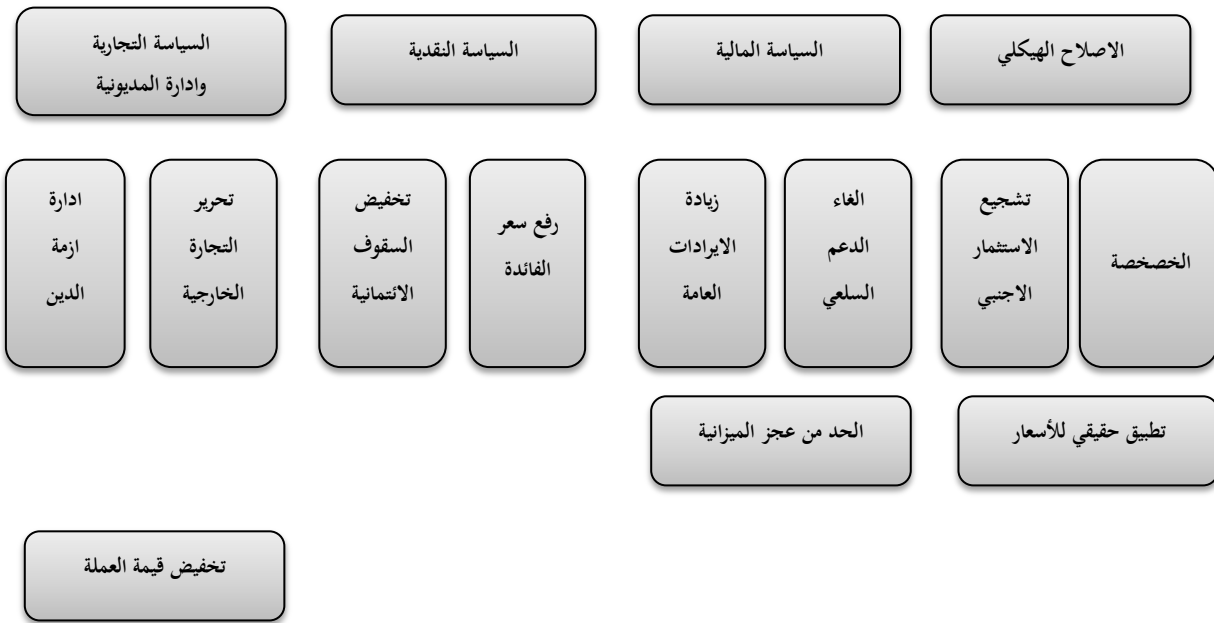 الاصلاح الهيكلي
السياسة المالية
السياسة النقدية
السياسة التجارية
وادارة المديونية
الخصخصة
تشجيع
الاستثمار
الاجنبي
الغاء
الدعم
السلعي
زيادة
الايرادات
العامة
رفع سعر
الفائدة
تخفيض
السقوف
الائتمانية
تحرير
التجارة
الخارجية
ادارة
ازمة
الدين
تطبيق حقيقي للأسعار
الحد من عجز الميزانية
تخفيض قيمة العملة